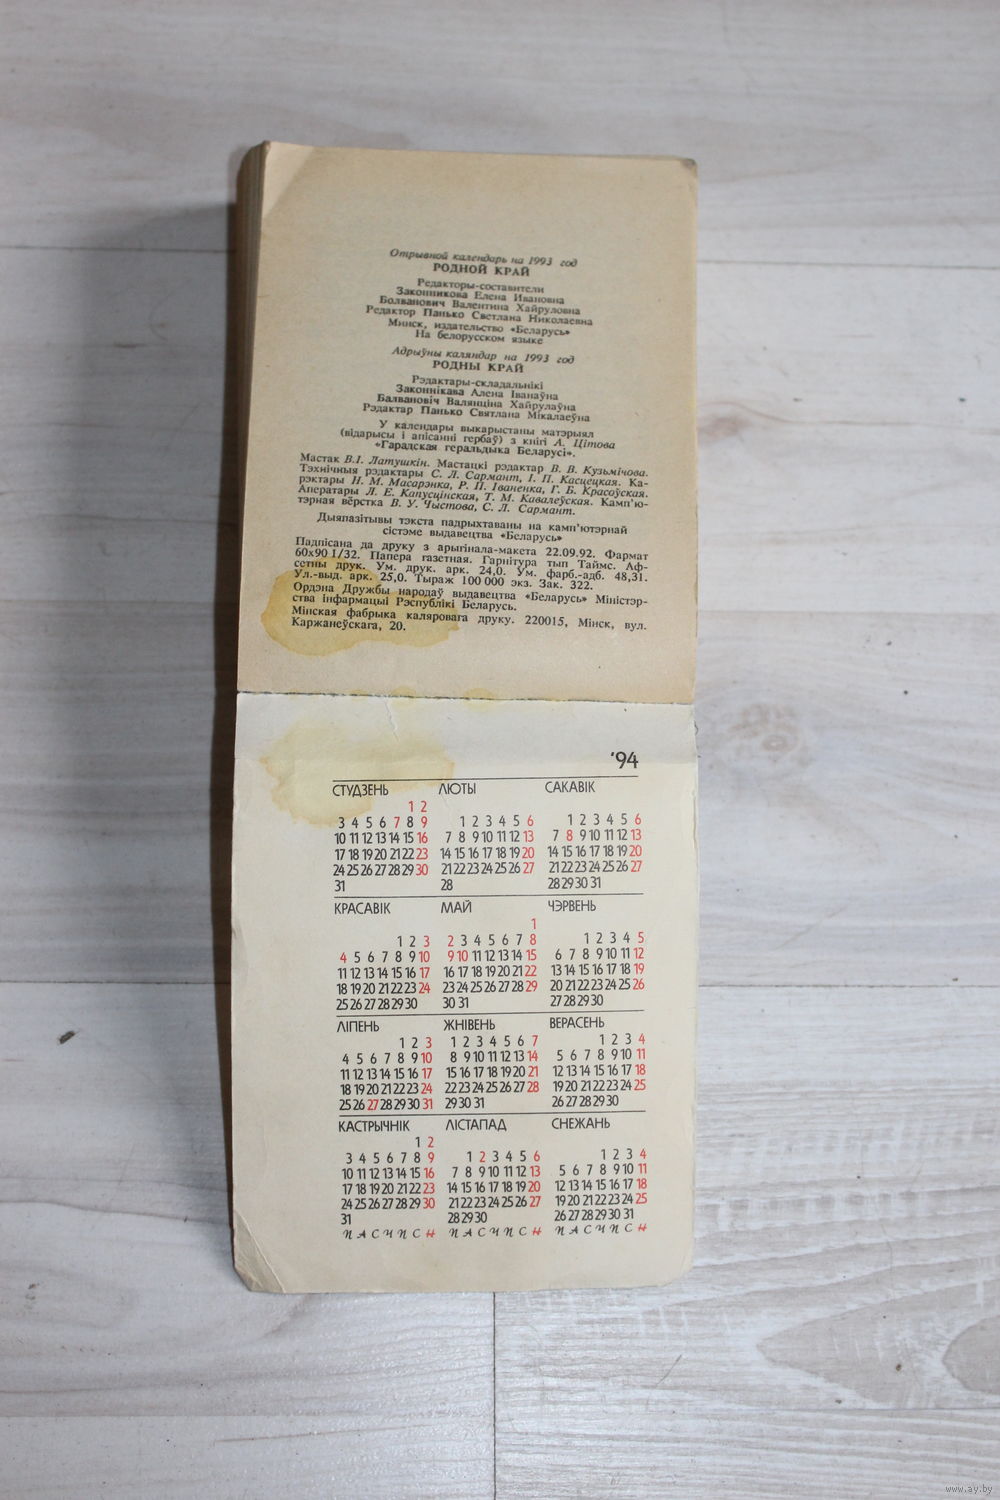 Отрывной календарь на 1993 год
РОДНОЙ КРАЙ
Редакторы-составители
Законникова Елена Ивановна
Болванович Валентина Хайруловна
Редактор Панько Светлана Николаевна
Минск, издательство «Беларусь»
На белорусском языке
Адрыўны каляндар на 1993 год
РОДНЫ КРАЙ
Рэдактары-складальнікі
Законнікава Алена Іванаўна
Балвановіч Валянціна Хайрулаўна
Рэдактар Панько Святлана Мікалаеўна
У календары выкарыстаны матэрыял
(відарысы і апісанні гербаў) з кнігі А. Цітова
«Гарадская геральдыка Беларусі».
Мастак В.І. Латушкін. Мастацкі рэдактар В. В. Кузьмічова.
Тэхнічныя рэдактары С. Л. Сармант, І. П. Касцецкая. Ка-
рэктары Н. М. Масарэнка, Р. П. Іваненка, Г. Б. Красоўская.
Аператары Л. Е. Капусцінская, Т. М. Кавалеўская. Камп'ю-
тэрная вёрстка В. У. Чыстова, С. Л. Сармант.
Дыяпазітывы тэкста падрыхтаваны на камп'ютэрнай
сістэме выдавецтва «Беларусь»
Падпісана да друку з арыгінала-макета 22.09.92. Фармат
60х90 1/32. Папера газетная. Гарнітура тып Таймс. Аф-
сетны друк. Ум. друк. арк. 24,0. Ум. фарб.-адб. 48,31.
Ул.-выд. арк. 25,0. Тыраж 100 000 экз. Зак. 322.
Ордэна Дружбы народаў выдавецтва «Беларусь» Міністэр-
ства інфармацыі Рэспублікі Беларусь.
Мінская фабрыка каляровага друку. 220015, Мінск, вул.
Каржанеўскага, 20.
'94
СТУДЗЕНЬ ЛЮТЫ САКАВІК
1 2
3 4 5 6 7 8 9 1 2 3 4 5 6 1 2 3 4 5 6
10 11 12 13 14 15 16 7 8 9 10 11 12 13 7 8 9 10 11 12 13
17 18 19 20 21 22 23 14 15 16 17 18 19 20 14 15 16 17 18 19 20
24 25 26 27 28 29 30 21 22 23 24 25 26 27 21 22 23 24 25 26 27
31 28 28 29 30 31
КРАСАВІК МАЙ ЧЭРВЕНЬ
1
1 2 3 2 3 4 5 6 7 8 1 2 3 4 5
4 5 6 7 8 9 10 9 10 11 12 13 14 15 6 7 8 9 10 11 12
11 12 13 14 15 16 17 16 17 18 19 20 21 22 13 14 15 16 17 18 19
18 19 20 21 22 23 24 23 24 25 26 27 28 29 20 21 22 23 24 25 26
25 26 27 28 29 30 30 31 27 28 29 30
ЛІПЕНЬ ЖНІВЕНЬ ВЕРАСЕНЬ
1 2 3 1 2 3 4 5 6 7 1 2 3 4
4 5 6 7 8 9 10 8 9 10 11 12 13 14 5 6 7 8 9 10 11
11 12 13 14 15 16 17 15 16 17 18 19 20 21 12 13 14 15 16 17 18
18 19 20 21 22 23 24 22 23 24 25 26 27 28 19 20 21 22 23 24 25
25 26 27 28 29 30 31 29 30 31 26 27 28 29 30
КАСТРЫЧНІК ЛІСТАПАД СНЕЖАНЬ
1 2
3 4 5 6 7 8 9 1 2 3 4 5 6 1 2 3 4
10 11 12 13 14 15 16 7 8 9 10 11 12 13 5 6 7 8 9 10 11
17 18 19 20 21 22 23 14 15 16 17 18 19 20 12 13 14 15 16 17 18
24 25 26 27 28 29 30 21 22 23 24 25 26 27 19 20 21 22 23 24 25
31 28 29 30 26 27 28 29 30 31
П А С Ч П С Н П А С Ч П С Н П А С Ч П С Н
www.ay.by